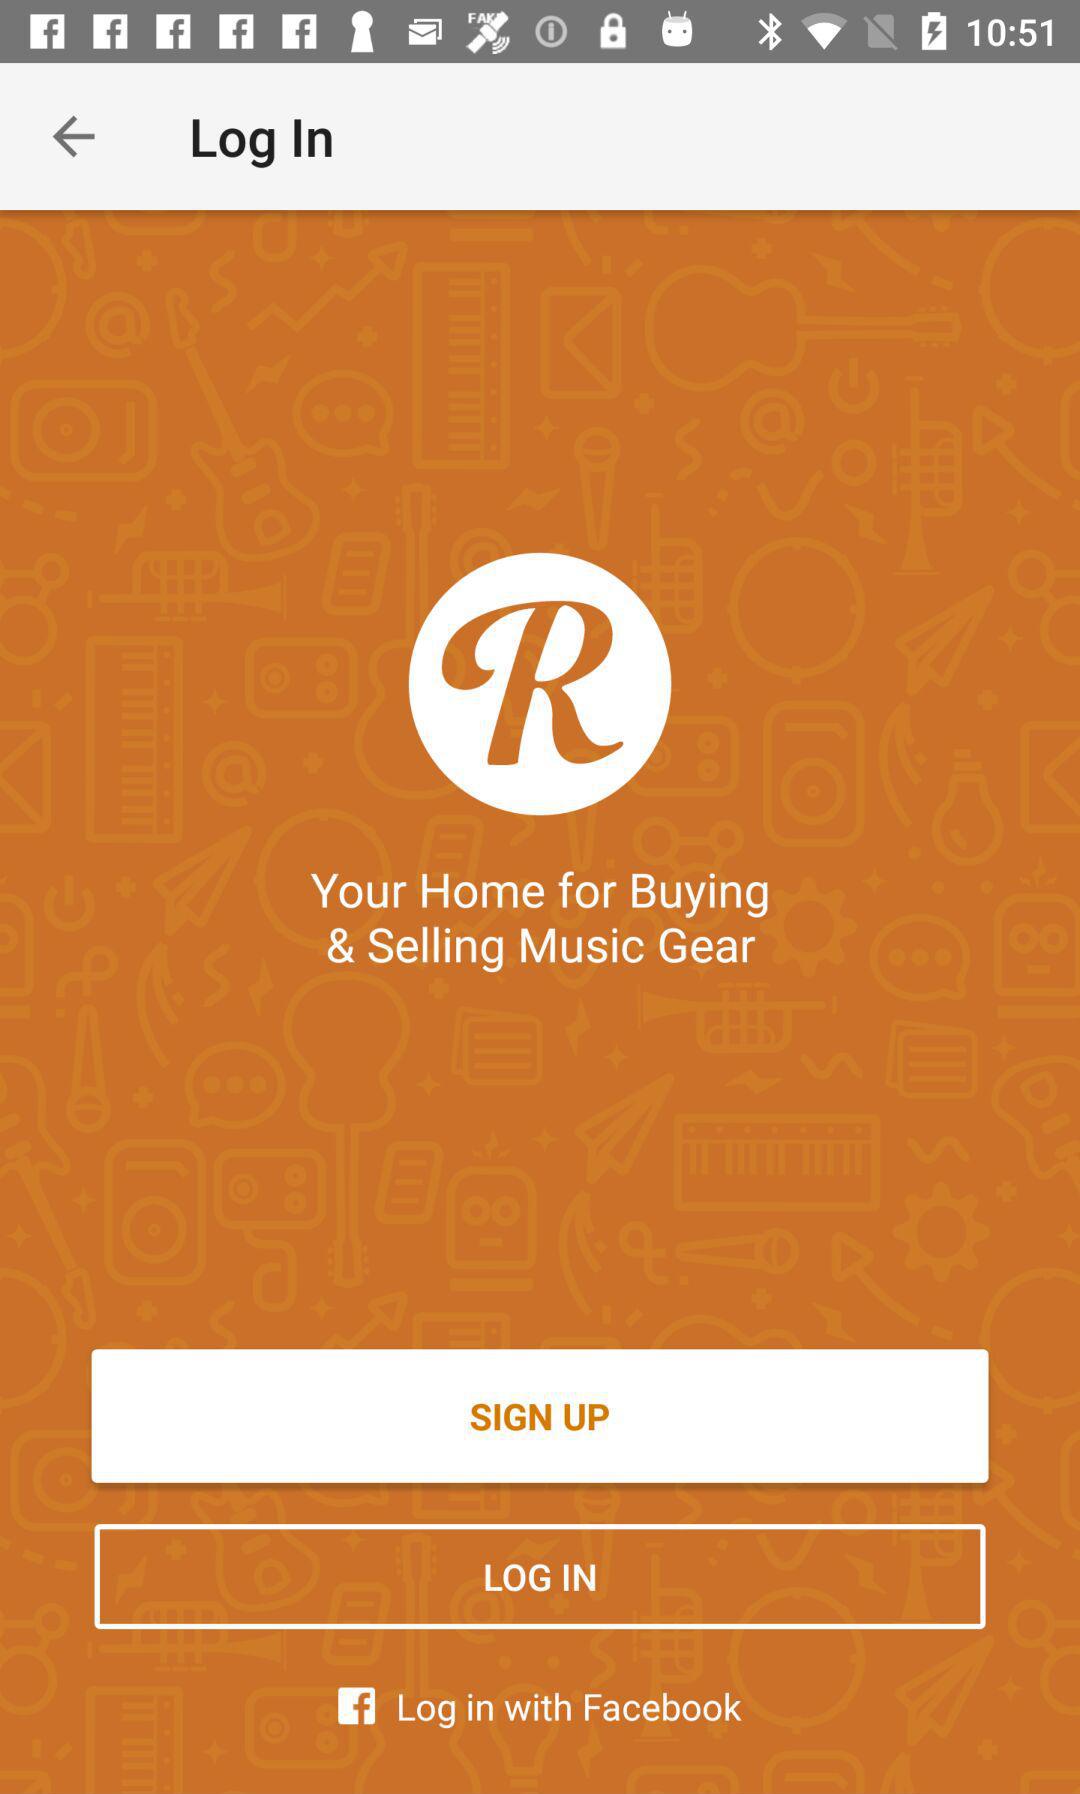 FAKE
10:51
Log In
R
Your Home for Buying
& Selling Music Gear
SIGN UP
LOG IN
Log in with Facebook